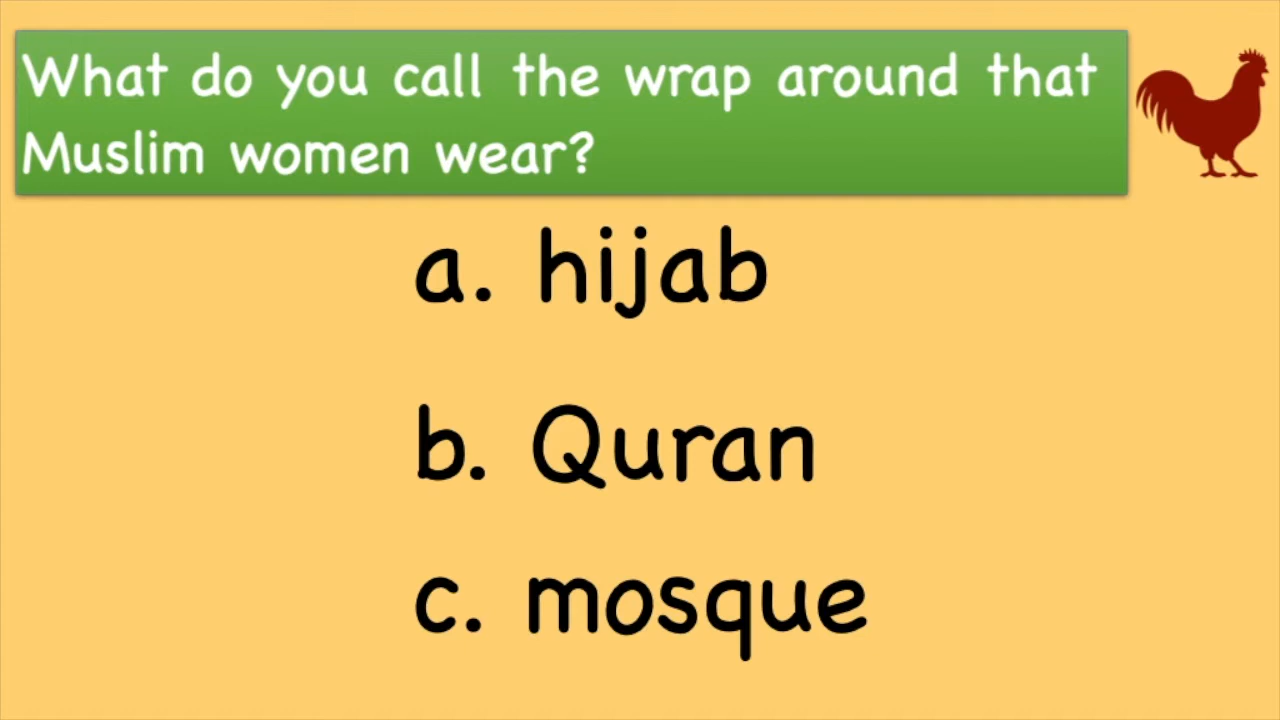 What do you call the wrap around that
Muslim women wear?
a. hijab
b. Quran
c. mosque